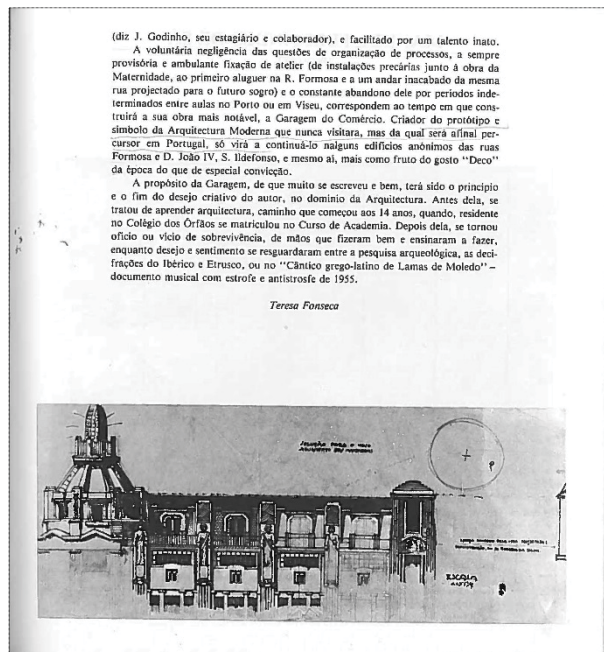 (diz J. Godinho, seu estagiário e colaborador), e facilitado por um talento inato.
A voluntária negligência das questões de organização de processos, a sempre
provisória e ambulante fixação de atelier (de instalações precárias junto à obra da
Maternidade, ao primeiro aluguer na R. Formosa e a um andar inacabado da mesma
rua projectado para o futuro sogro) e o constante abandono dele por periodos inde-
terminados entre aulas no Porto ou em Viseu, correspondem ao tempo em que cons-
truirá a sua obra mais notável, a Garagem do Comércio. Criador do protótipo e
simbolo da Arquitectura Moderna que nunca visitara, mas da qual será afinal per-
cursor em Portugal, só virá a continuá-lo nalguns edifícios anónimos das ruas
Formosa e D. João IV, S. Ildefonso, e mesmo aí, mais como fruto do gosto "Deco"
da época do que de especial convicção.
A propósito da Garagem, de que muito se escreveu e bem, terá sido o principio
e o fim do desejo criativo do autor, no domínio da Arquitectura. Antes dela, se
tratou de aprender arquitectura, caminho que começou aos 14 anos, quando, residente
no Colégio dos Órfãos se matriculou no Curso de Academia. Depois dela, se tornou
ofício ou vício de sobrevivência, de mãos que fizeram bem e ensinaram a fazer,
enquanto desejo e sentimento se resguardaram entre a pesquisa arqueológica, as deci-
frações do Ibérico e Etrusco, ou no "Cântico grego-latino de Lamas de Moledo" –
documento musical com estrofe e antistrosfe de 1955.
Teresa Fonseca
SOLUÇÃO PARA O NOVO
ESCALA